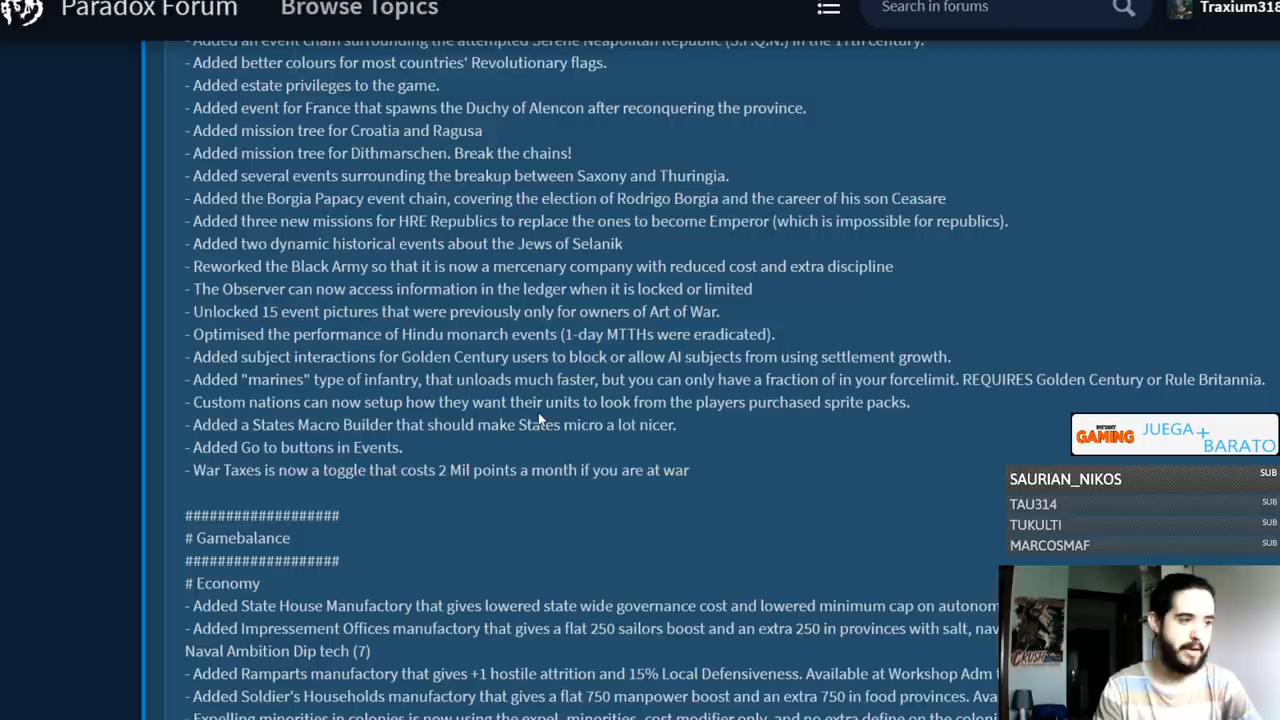 Paradox Forum Browse Topics Search in forums Traxium318
- Added an event Chain surrounding the attempted Serene Neapolitan Republic (S.P.Q.N.) in the 17th century.
- Added better colours for most countries' Revolutionary flags.
- Added estate privileges to the game.
- Added event for France that spawns the Duchy of Alencon after reconquering the province.
- Added mission tree for Croatia and Ragusa
- Added mission tree for Dithmarschen. Break the chains!
- Added several events surrounding the breakup between Saxony and Thuringia.
- Added the Borgia Papacy event chain, covering the election of Rodrigo Borgia and the career of his son Ceasare
- Added three new missions for HRE Republics to replace the ones to become Emperor (which is impossible for republics).
- Added two dynamic historical events about the Jews of Selanik
- Reworked the Black Army so that it is now a mercenary company with reduced cost and extra discipline
- The Observer can now access information in the ledger when it is locked or limited
- Unlocked 15 event pictures that were previously only for owners of Art of War.
- Optimised the performance of Hindu monarch events (1-day MTTHs were eradicated).
- Added subject interactions for Golden Century users to block or allow AI subjects from using settlement growth.
- Added "marines" type of infantry, that unloads much faster, but you can only have a fraction of in your forcelimit. REQUIRES Golden Century or Rule Britannia.
- Custom nations can now setup how they want their units to look from the players purchased sprite packs.
- Added a States Macro Builder that should make States micro a lot nicer.
- Added Go to buttons in Events.
- War Taxes is now a toggle that costs 2 Mil points a month if you are at war
###################
# Gamebalance
###################
# Economy
- Added State House Manufactory that gives lowered state wide governance cost and lowered minimum cap on autonom
- Added Impressement Offices manufactory that gives a flat 250 sailors boost and an extra 250 in provinces with salt, nav
Naval Ambition Dip tech (7)
- Added Ramparts manufactory that gives +1 hostile attrition and 15% Local Defensiveness. Available at Workshop Adm
- Added Soldier's Households manufactory that gives a flat 750 manpower boost and an extra 750 in food provinces. Ava
- Expelling minorities in colonies is now using the expel_minorities_cost modifier only, and no extra define on the coloni
INSTANT GAMING JUEGA+
BARATO
SAURIAN_NIKOS SUB
TAU314 SUB
TUKULTI SUB
MARCOSMAF SUB